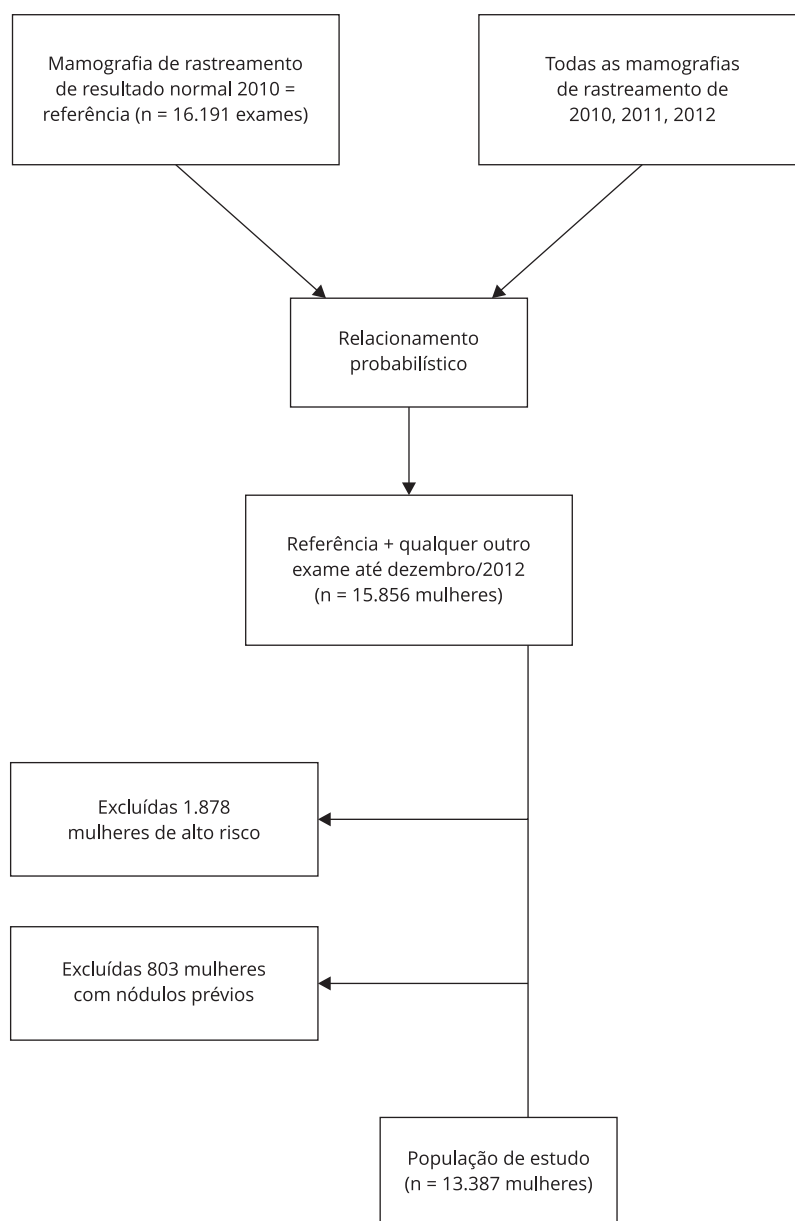 Mamografia de rastreamento
de resultado normal 2010 =
referência (n = 16.191 exames)
Todas as mamografias
de rastreamento de
2010, 2011, 2012
Relacionamento
probabilístico
Referência + qualquer outro
exame até dezembro/2012
(n = 15.856 mulheres)
Excluídas 1.878
mulheres de alto risco
Excluídas 803 mulheres
com nódulos prévios
População de estudo
(n = 13.387 mulheres)